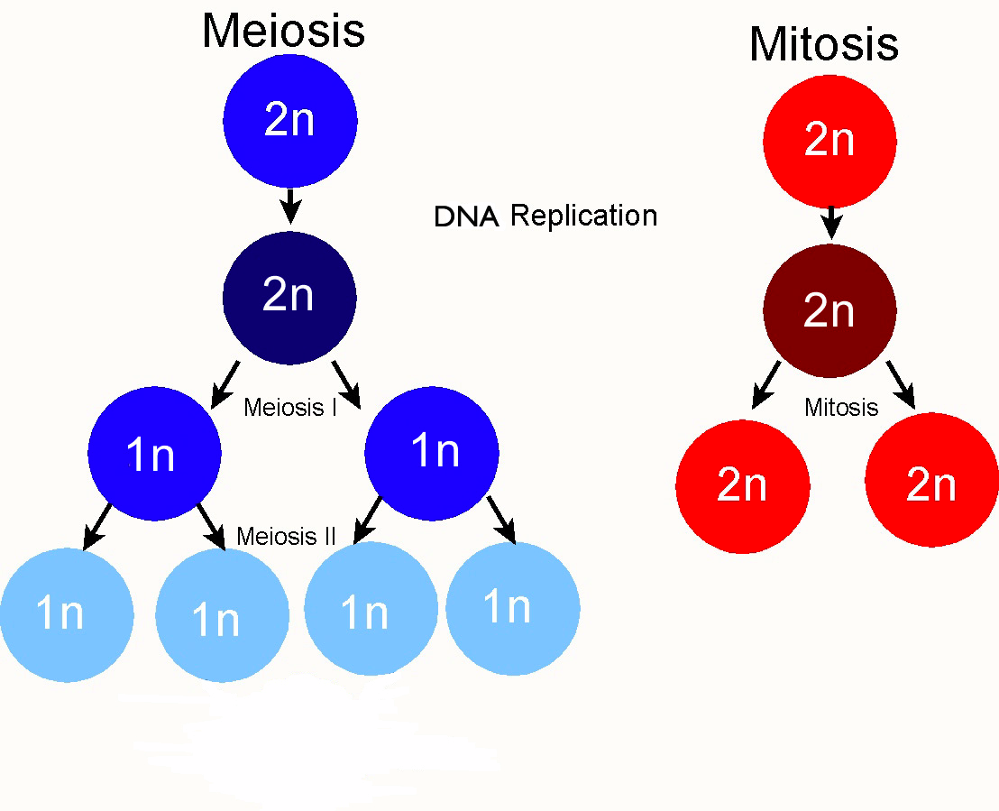 Meiosis
Mitosis
2n
2n
DNA Replication
2n
2n
Meiosis I
Mitosis
1n
1n
2n
2n
Meiosis II
1n
1n
1n
1n